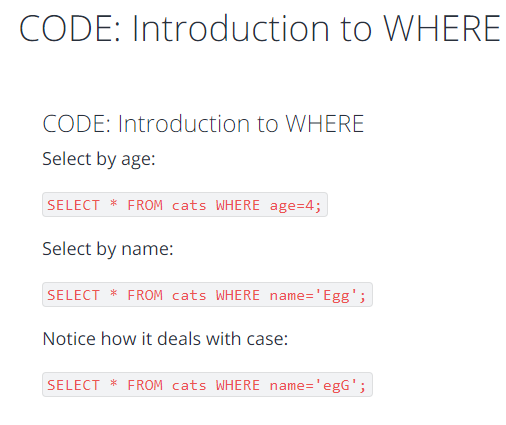 CODE: Introduction to WHERE
CODE: Introduction to WHERE
Select by age:
SELECT * FROM cats WHERE age=4;
Select by name:
SELECT * FROM cats WHERE name='Egg';
Notice how it deals with case:
SELECT * FROM cats WHERE name='egG';